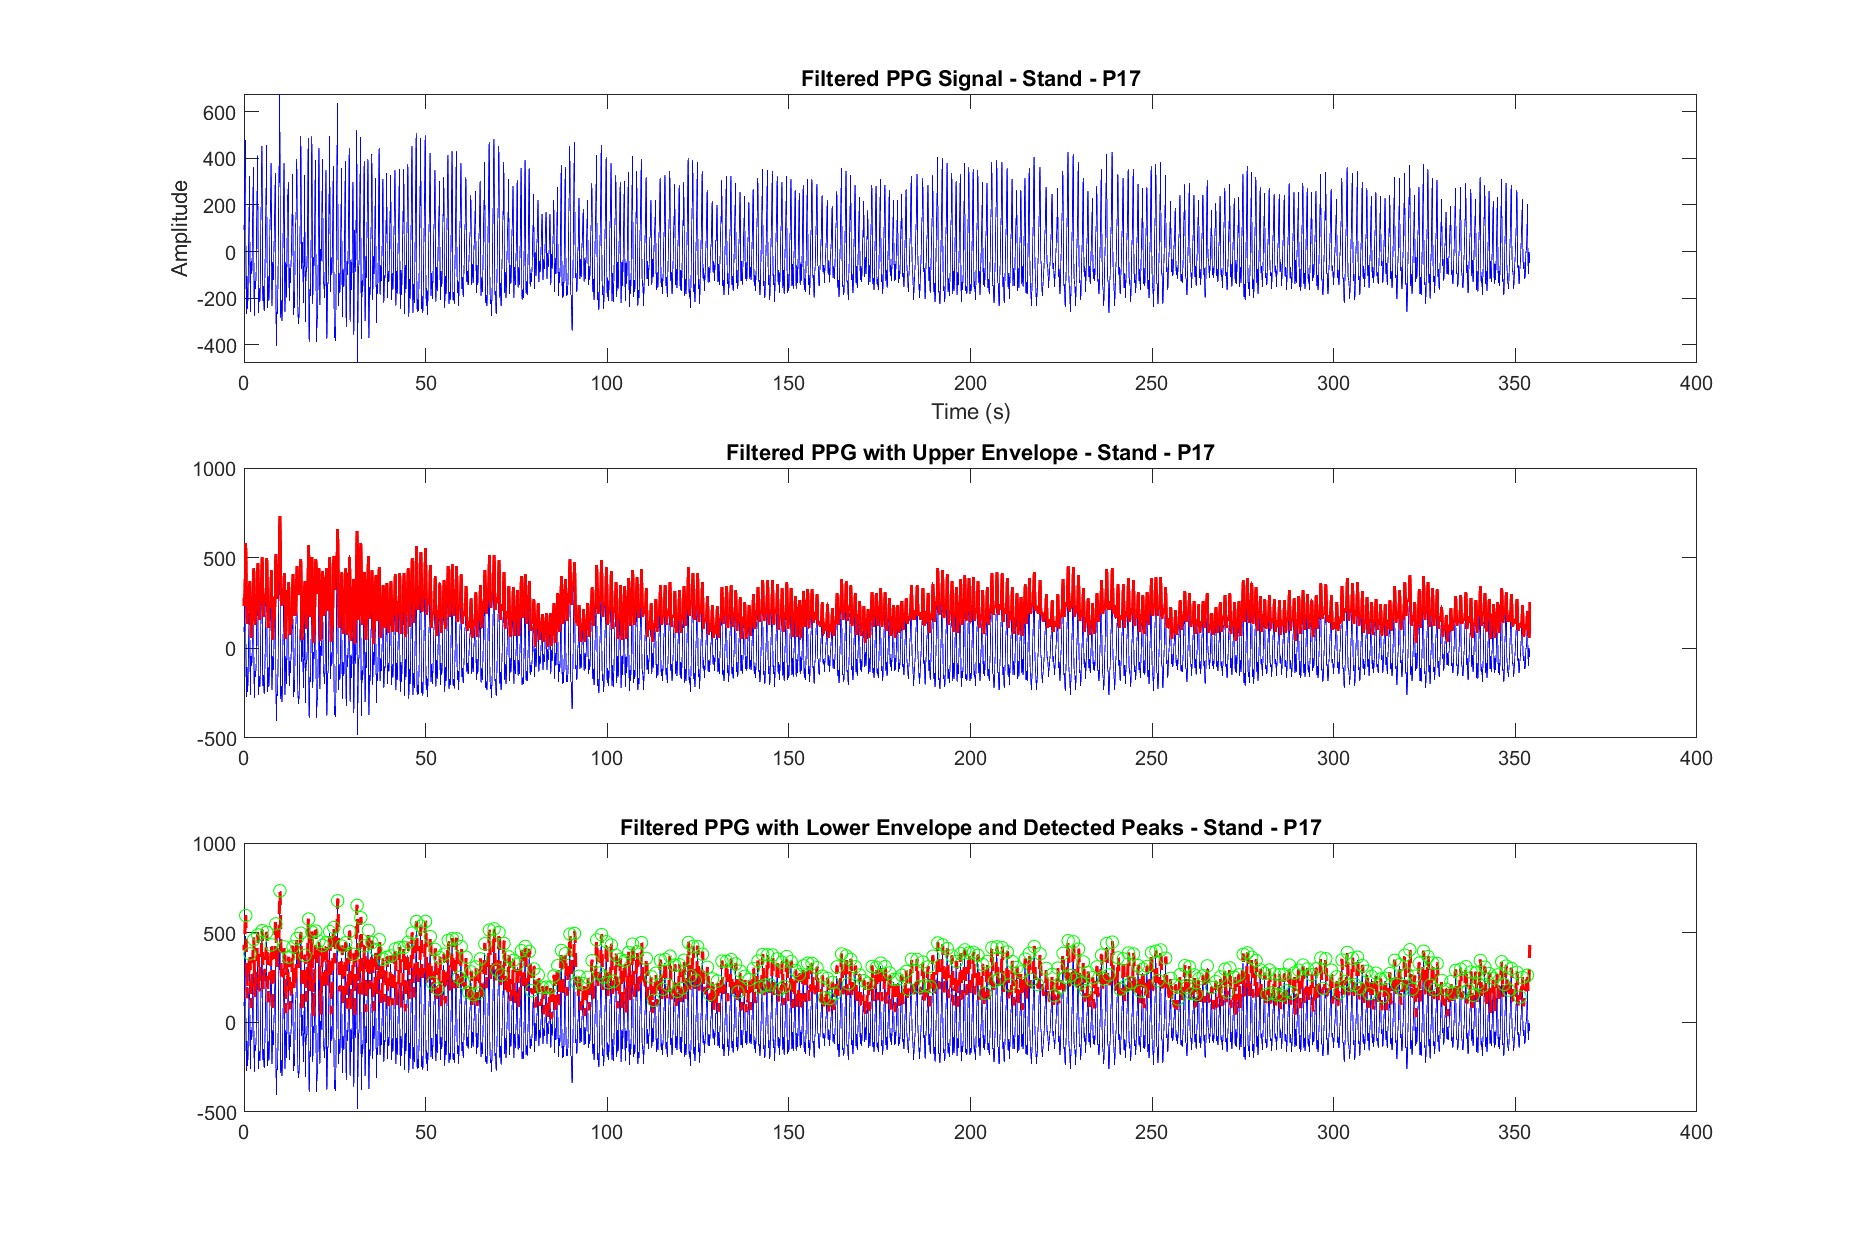 Filtered PPG Signal - Stand - P17
600
400
200
0
-200
-400
Amplitude
0 50 100 150 200 250 300 350 400
Time (s)
Filtered PPG with Upper Envelope - Stand - P17
1000
500
0
-500
0 50 100 150 200 250 300 350 400
Filtered PPG with Lower Envelope and Detected Peaks - Stand - P17
1000
500
0
-500
0 50 100 150 200 250 300 350 400